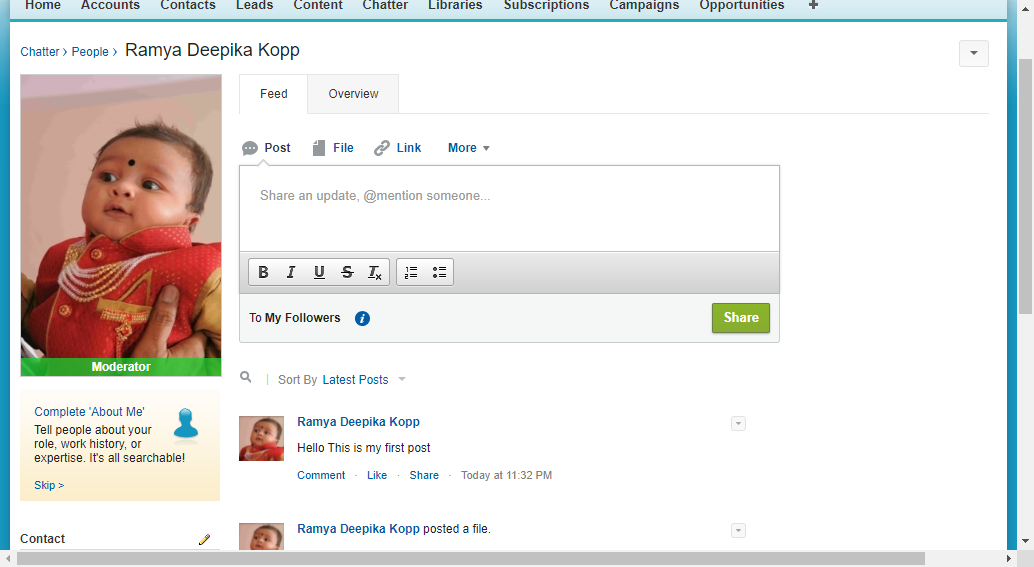 Home Accounts Contacts Leads Content Chatter Libraries Subscriptions Campaigns Opportunities +
Chatter › People › Ramya Deepika Kopp
Feed Overview
Post File Link More
Share an update, @mention someone...
B I U S Tx
To My Followers i Share
Moderator
Sort By Latest Posts
Complete 'About Me'
Tell people about your
role, work history, or
expertise. It's all searchable!
Skip >
Ramya Deepika Kopp
Hello This is my first post
Comment · Like · Share · Today at 11:32 PM
Contact
Ramya Deepika Kopp posted a file.